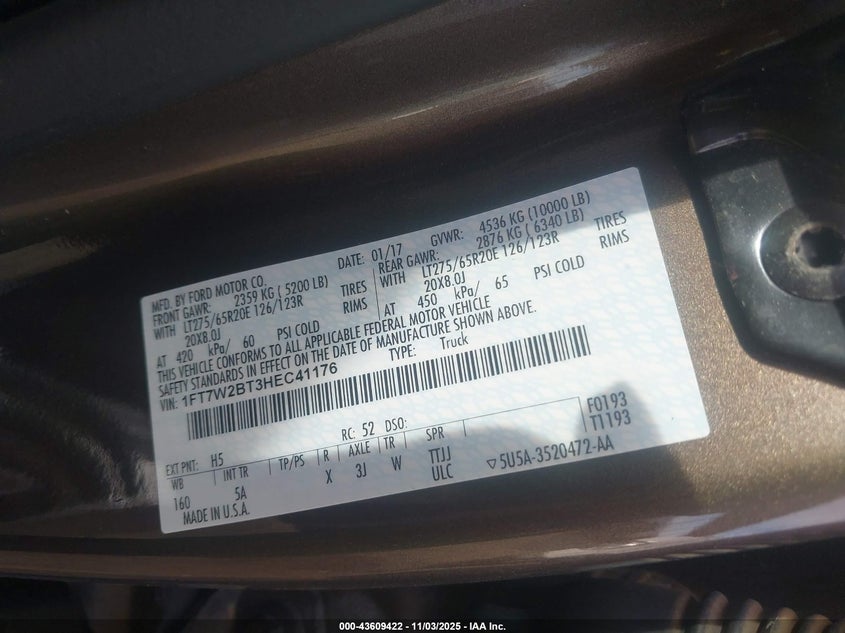 MFD. BY FORD MOTOR CO. DATE: 01/17 GVWR: 4536 KG (10000 LB)
FRONT GAWR: 2359 KG ( 5200 LB) REAR GAWR: 2876 KG ( 6340 LB)
WITH LT275/65R20E 126/123R TIRES WITH LT275/65R20E 126/123R TIRES
20X8.0J RIMS 20X8.0J RIMS
AT 420 kPa/ 60 PSI COLD AT 450 kPa/ 65 PSI COLD
THIS VEHICLE CONFORMS TO ALL APPLICABLE FEDERAL MOTOR VEHICLE
SAFETY STANDARDS IN EFFECT ON THE DATE OF MANUFACTURE SHOWN ABOVE.
VIN: 1FT7W2BT3HEC41176 TYPE: Truck
F0193
RC: 52 DSO: T1193
EXT PNT: H5
WB INT TR TP/PS R AXLE TR SPR
160 5A X 3J W TTJJ
ULC ▽5U5A-3520472-AA
MADE IN U.S.A.
000-43609422 - 11/03/2025 - IAA Inc.